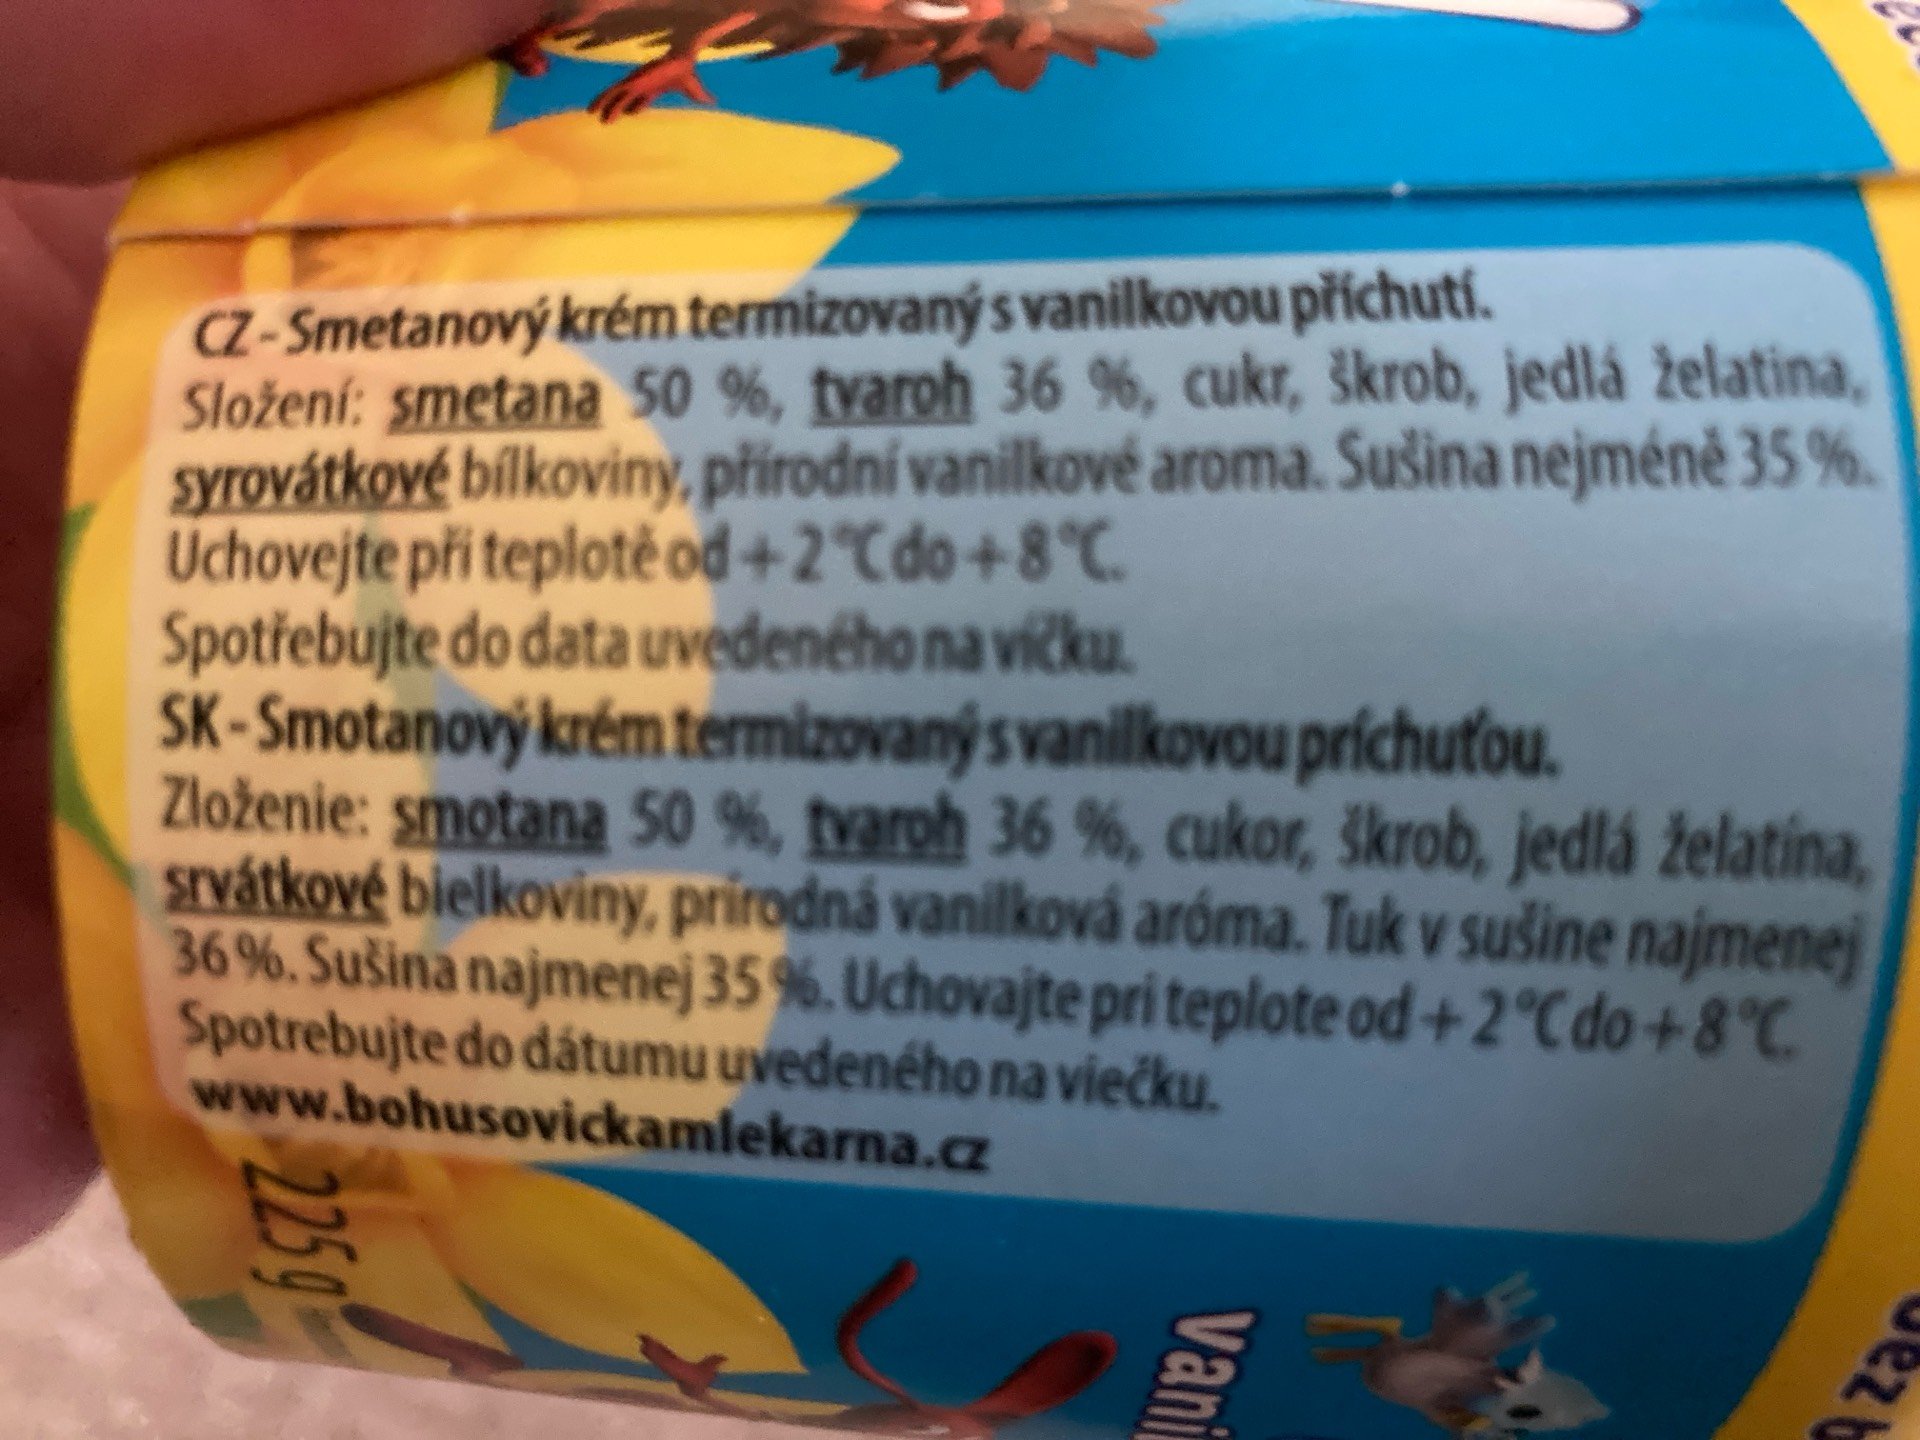 CZ - Smetanový krém termizovaný s vanilkovou příchutí.
Složení: smetana 50 %, tvaroh 36 %, cukr, škrob, jedlá želatina,
syrovátkové bílkoviny, přírodní vanilkové aroma. Sušina nejméně 35 %.
Uchovejte při teplotě od + 2 °C do + 8 °C.
Spotřebujte do data uvedeného na víčku.
SK - Smotanový krém termizovaný s vanilkovou príchuťou.
Zloženie: smotana 50 %, tvaroh 36 %, cukor, škrob, jedlá želatína,
srvátkové bielkoviny, prírodná vanilková aróma. Tuk v sušine najmenej
36 %. Sušina najmenej 35 %. Uchovajte pri teplote od + 2 °C do + 8 °C.
Spotrebujte do dátumu uvedeného na viečku.
www.bohusovickamlekarna.cz
225 g
vani
bez